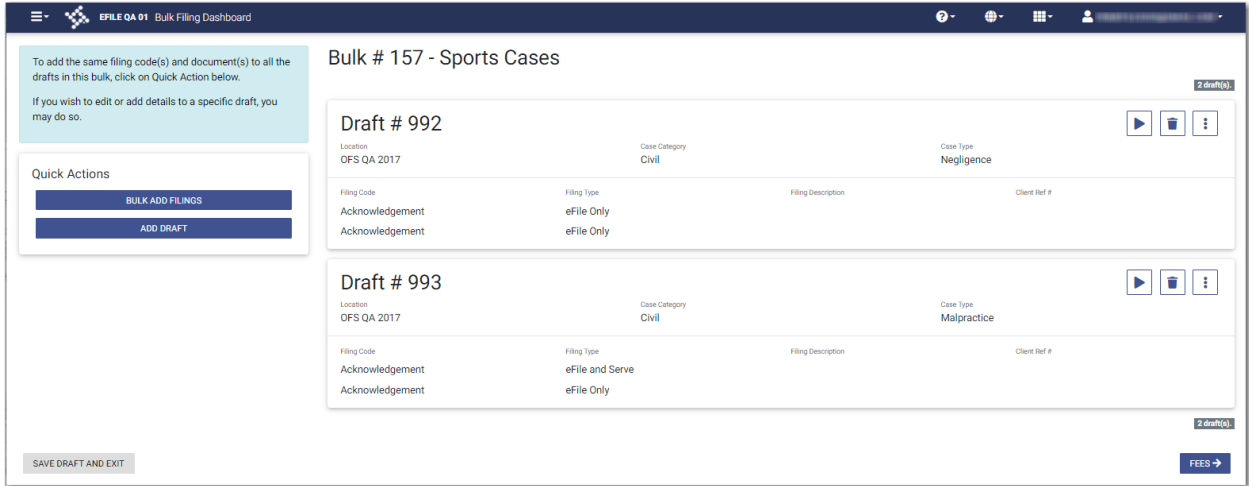 EFILE QA 01 Bulk Filing Dashboard
To add the same filing code(s) and document(s) to all the
drafts in this bulk, click on Quick Action below.
If you wish to edit or add details to a specific draft, you
may do so.
Quick Actions
BULK ADD FILINGS
ADD DRAFT
Bulk # 157 - Sports Cases
2 draft(s).
Draft # 992
Location Case Category Case Type
OFS QA 2017 Civil Negligence
Filing Code Filing Type Filing Description Client Ref #
Acknowledgement eFile Only
Acknowledgement eFile Only
Draft # 993
Location Case Category Case Type
OFS QA 2017 Civil Malpractice
Filing Code Filing Type Filing Description Client Ref #
Acknowledgement eFile and Serve
Acknowledgement eFile Only
2 draft(s).
SAVE DRAFT AND EXIT
FEES